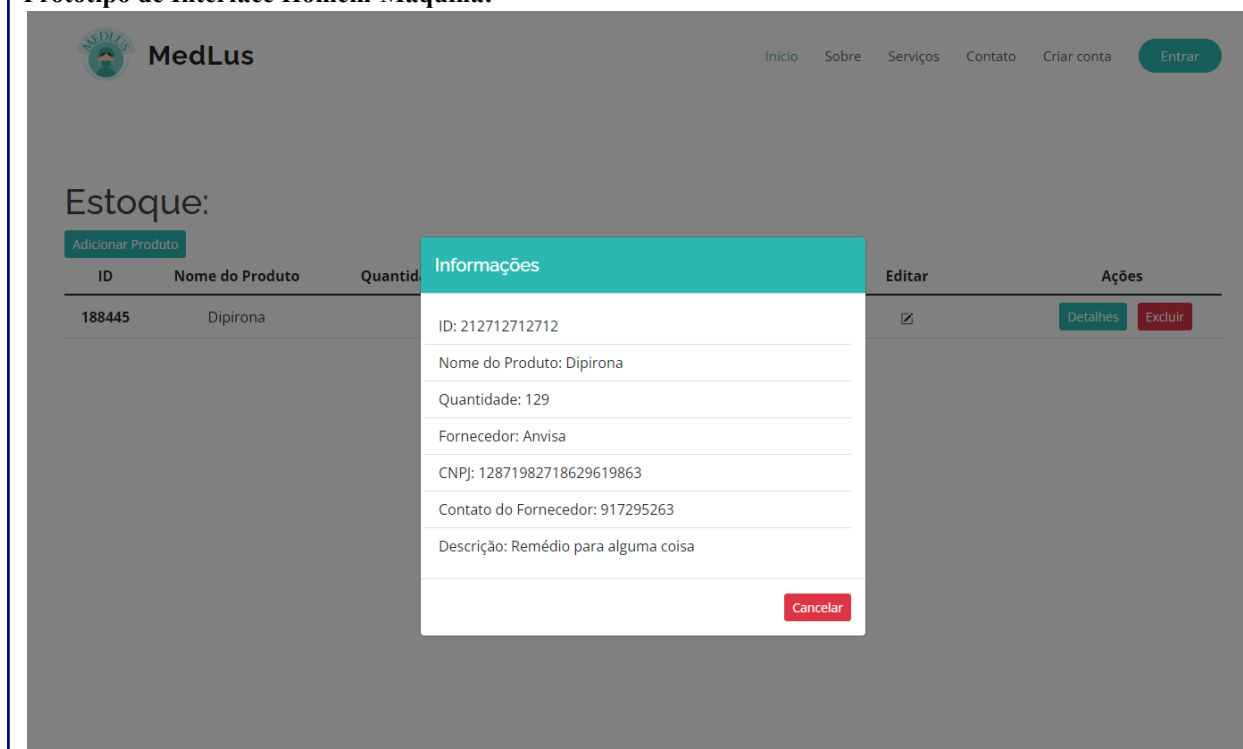 Protótipo de Interface Homem-Máquina:
MEDLUS
MedLus
Início Sobre Serviços Contato Criar conta Entrar
Estoque:
Adicionar Produto
ID Nome do Produto Editar Ações
188445 Dipirona Detalhes Excluir
Informações
ID: 212712712712
Nome do Produto: Dipirona
Quantidade: 129
Fornecedor: Anvisa
CNPJ: 12871982718629619863
Contato do Fornecedor: 917295263
Descrição: Remédio para alguma coisa
Cancelar